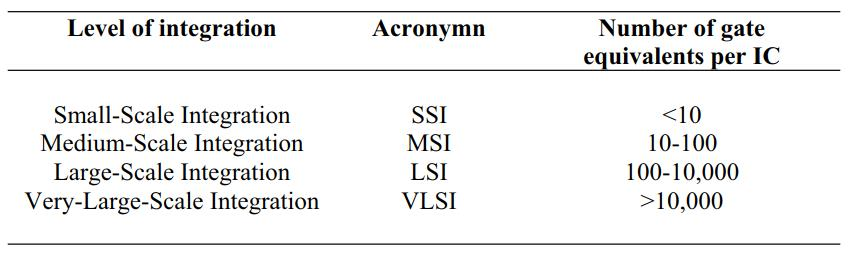 Level of integration Acronymn Number of gate
equivalents per IC
Small-Scale Integration SSI <10
Medium-Scale Integration MSI 10-100
Large-Scale Integration LSI 100-10,000
Very-Large-Scale Integration VLSI >10,000